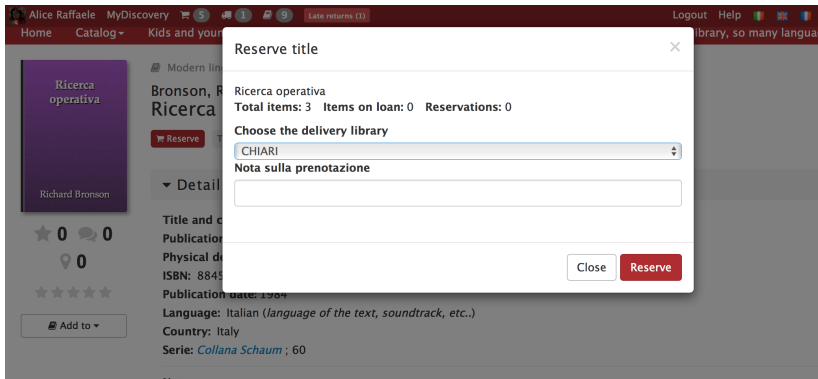 Alice Raffaele MyDiscovery 5 1 9 Late returns (1) Logout Help
Home Catalog Kids and your library, so many langua
Reserve title ×
Modern lin
Ricerca operativa
Richard Bronson
Bronson, R
Ricerca
Reserve T
Ricerca operativa
Total items: 3 Items on loan: 0 Reservations: 0
Choose the delivery library
CHIARI
Nota sulla prenotazione
Close Reserve
Detail
0 0
0
Add to
Title and c
Publication
Physical de
ISBN: 8845
Publication date: 1984
Language: Italian (language of the text, soundtrack, etc..)
Country: Italy
Serie: Collana Schaum ; 60